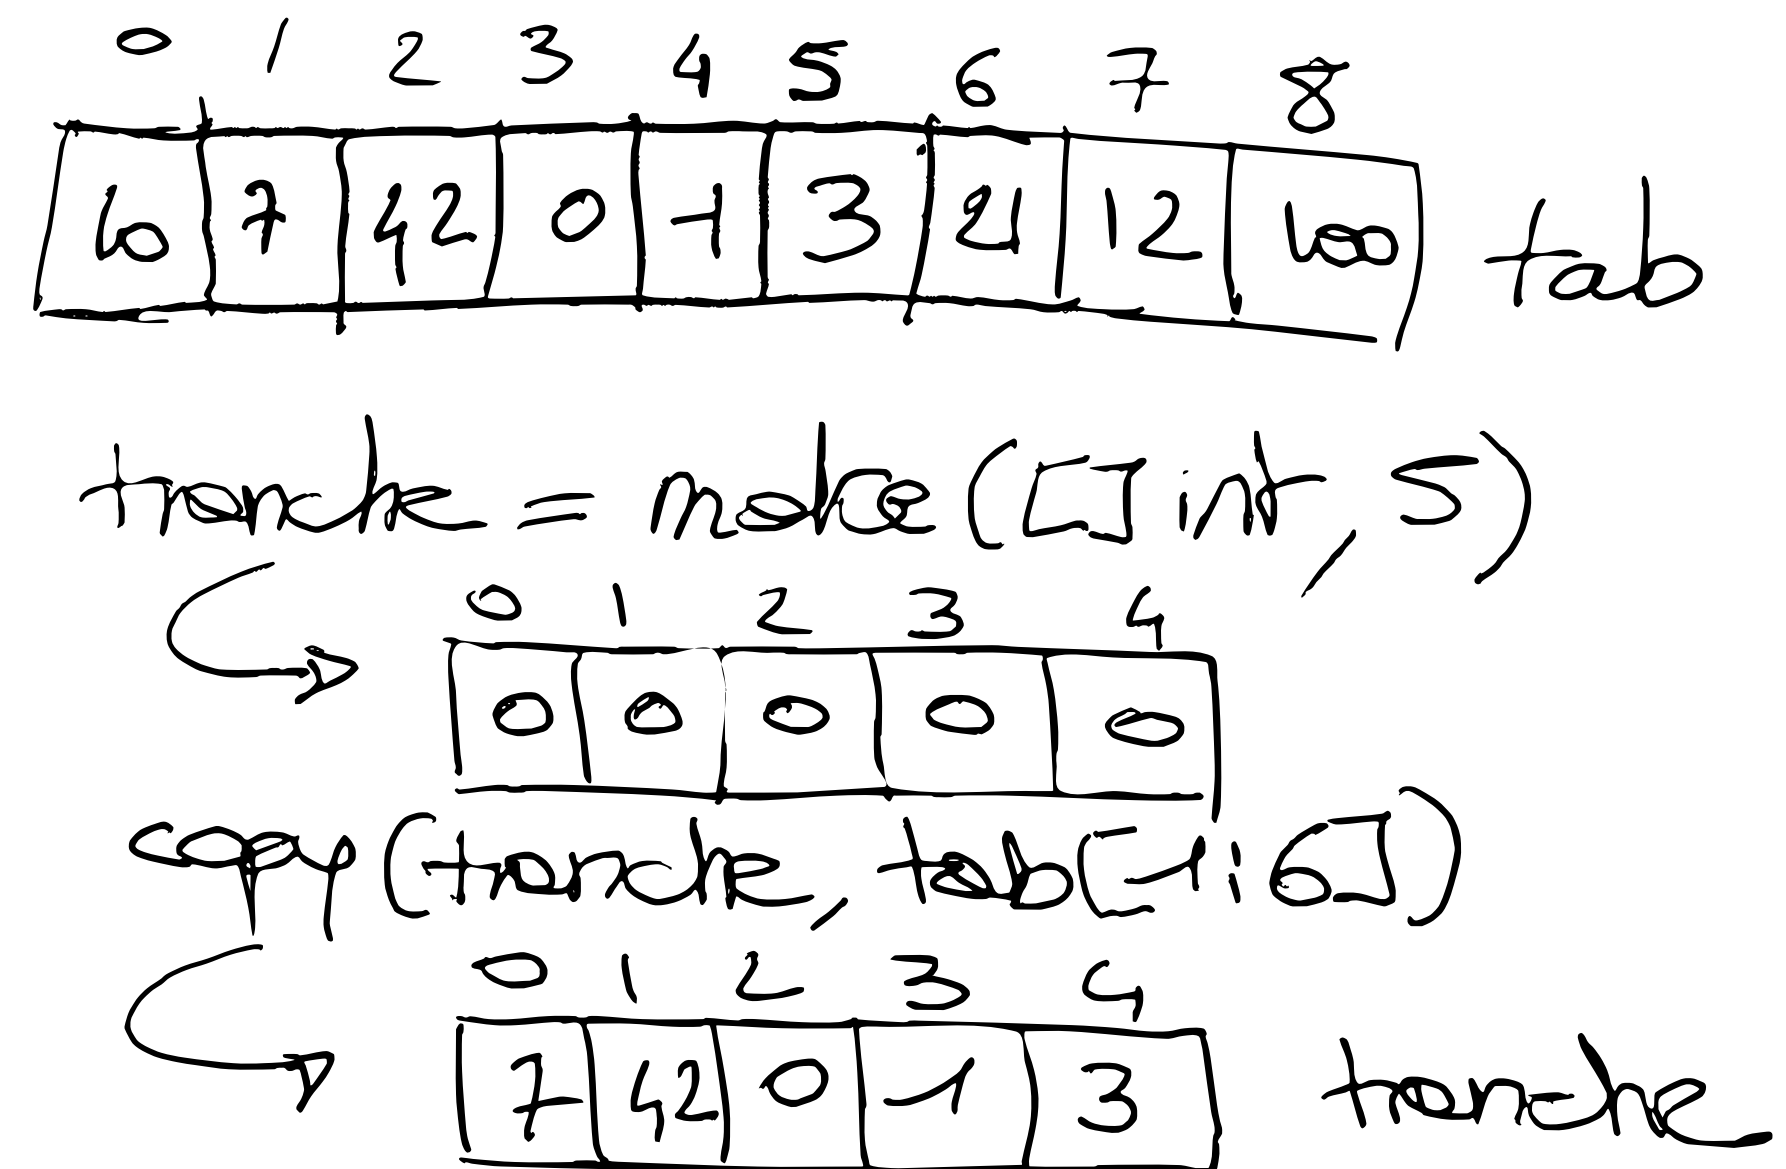 0 1 2 3 4 5 6 7 8
10 7 42 0 1 3 21 12 100 tab
tranche = make([]int, 5)
0 1 2 3 4
0 0 0 0 0
copy(tranche, tab[1:6])
0 1 2 3 4
7 42 0 1 3 tranche